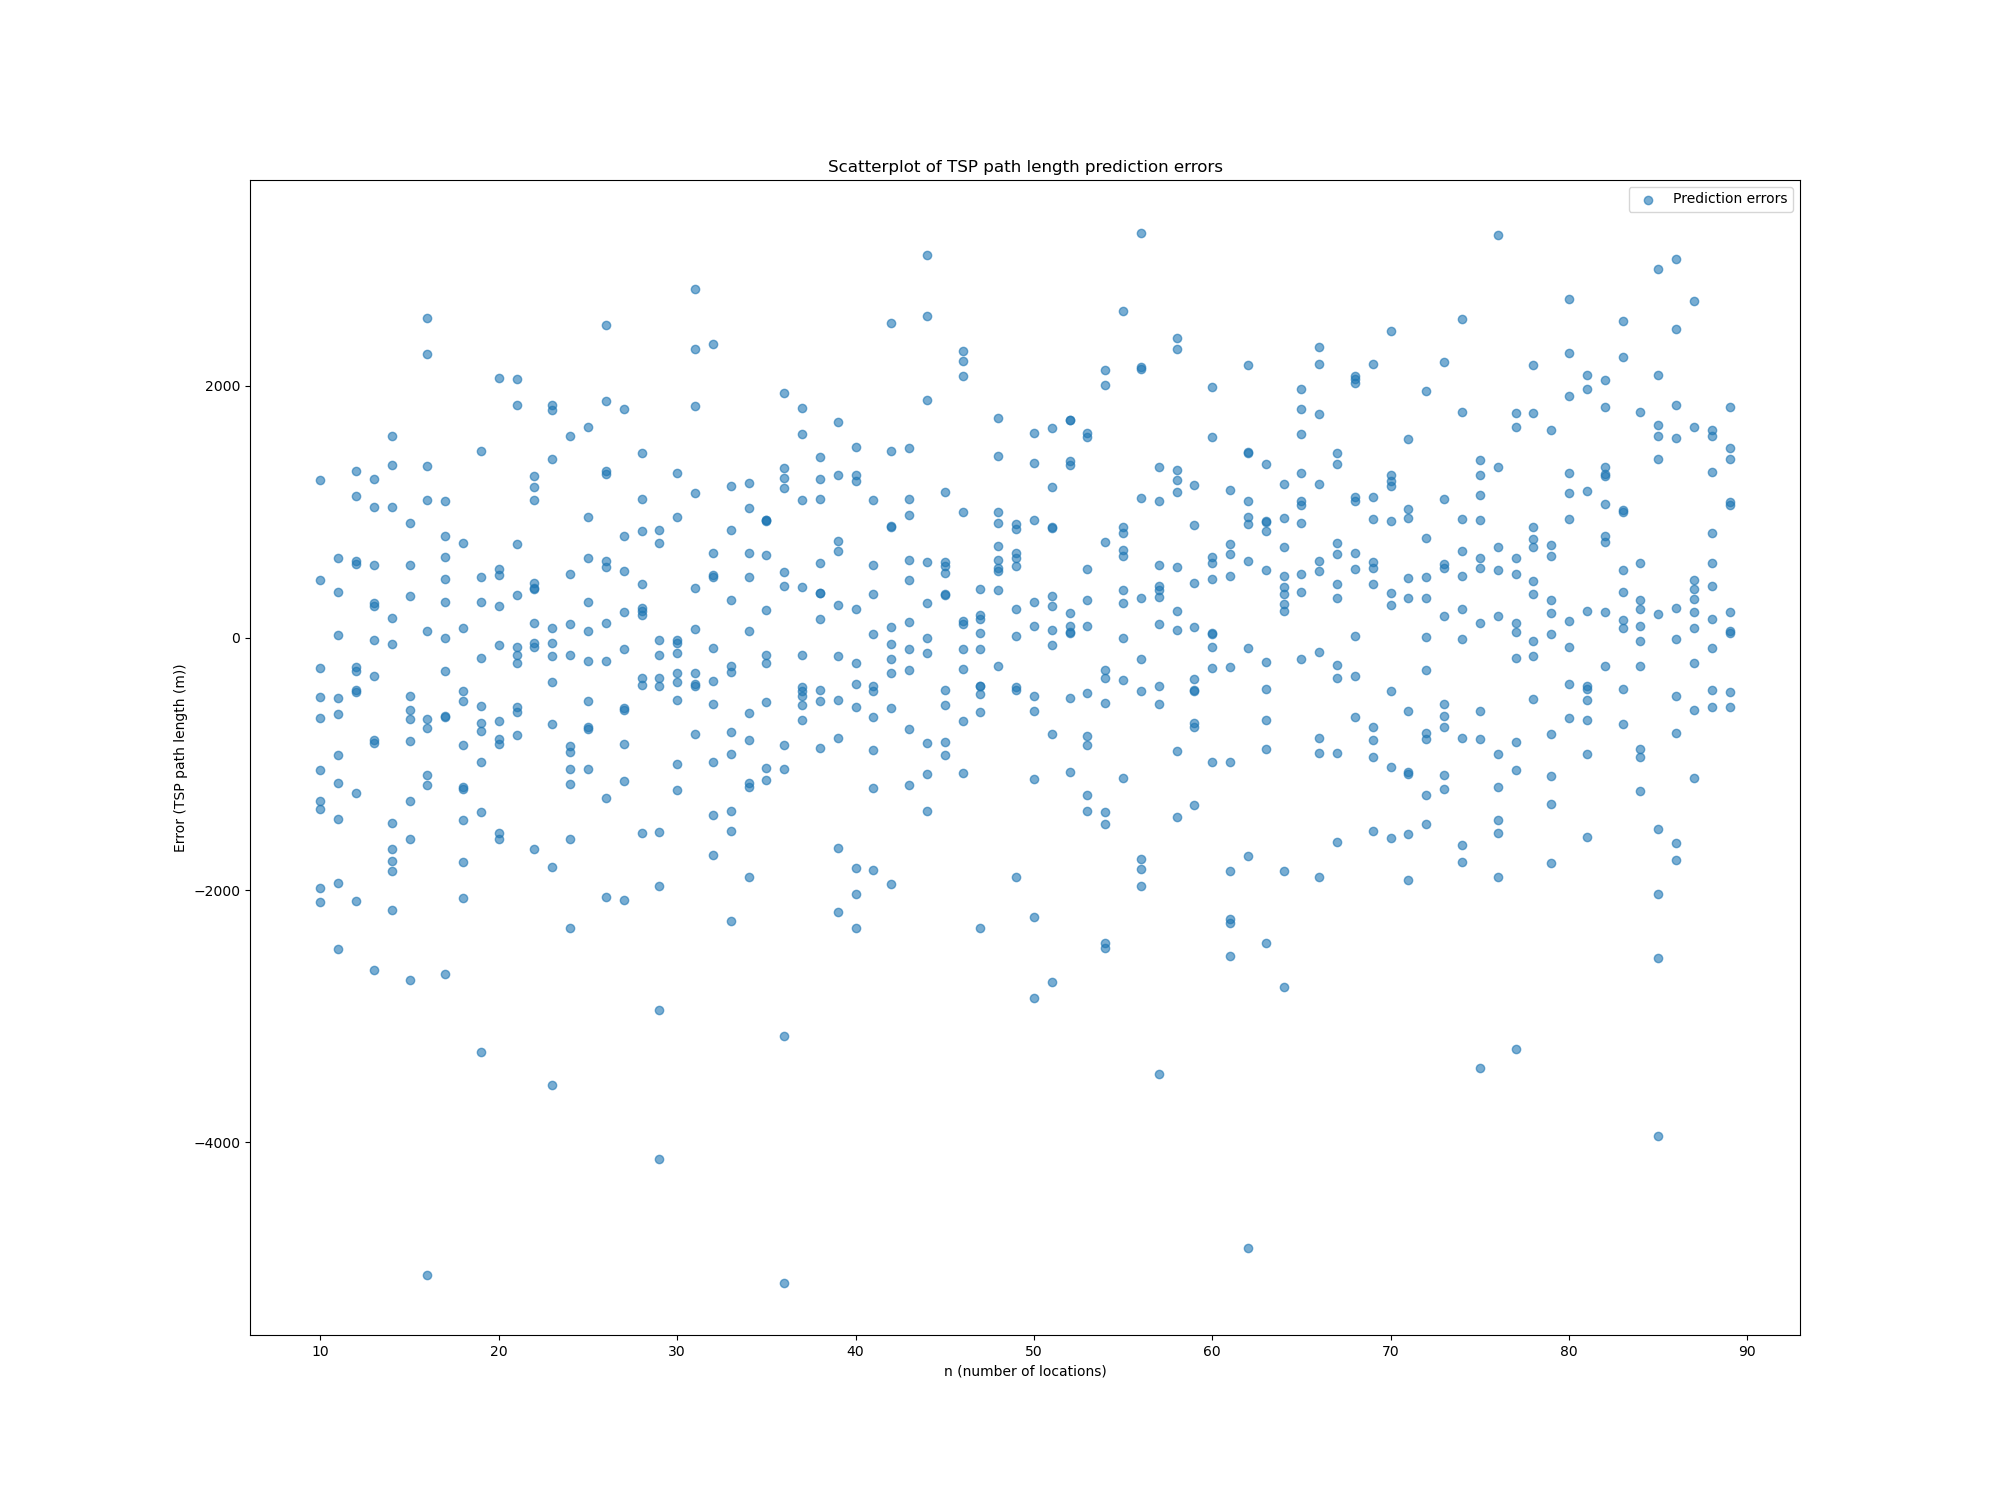 Scatterplot of TSP path length prediction errors
Prediction errors
2000
0
−2000
−4000
Error (TSP path length (m))
10 20 30 40 50 60 70 80 90
n (number of locations)